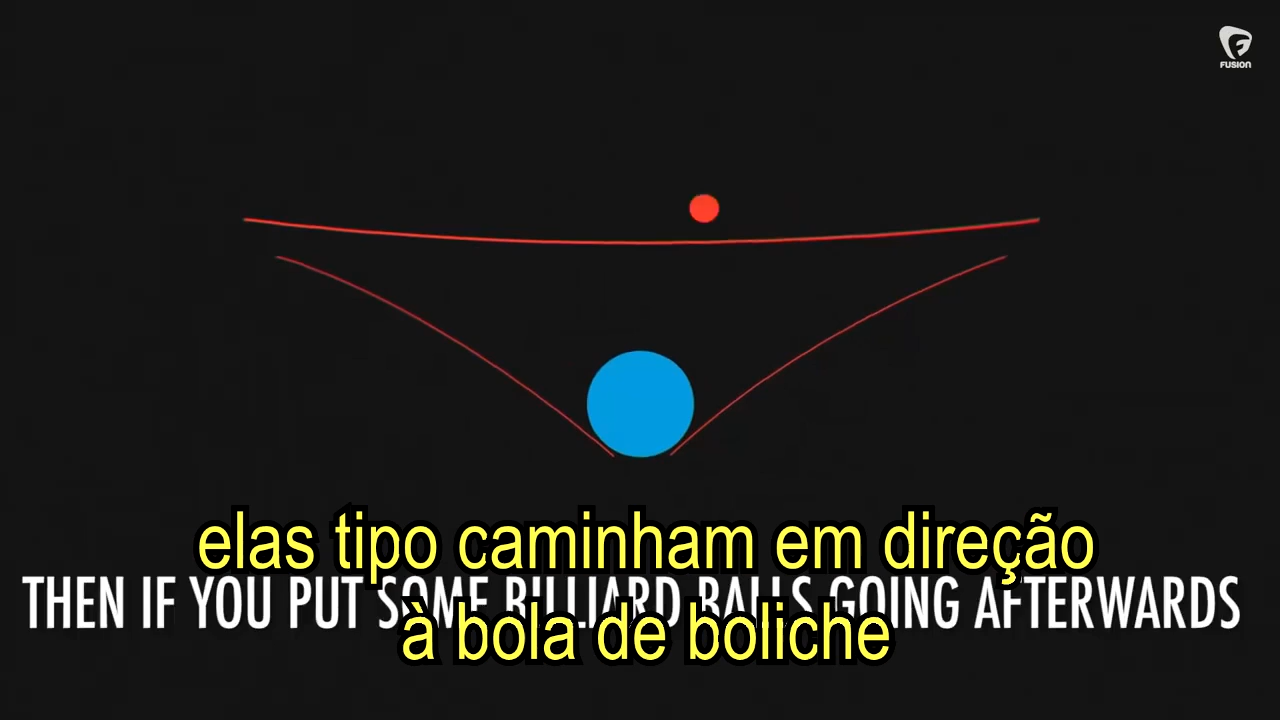 FUSION
elas tipo caminham em direção
THEN IF YOU PUT SOME BILLIARD BALLS GOING AFTERWARDS
à bola de boliche